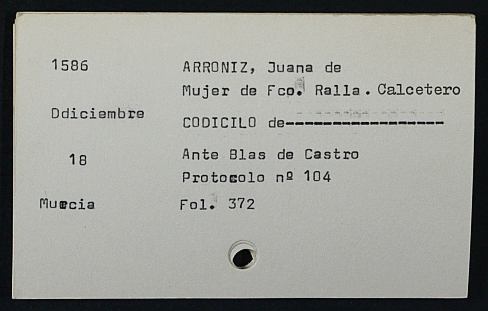 1586
ARRONIZ, Juana de
Mujer de Fco. Ralla. Calcetero
Ddiciembre
CODICILO de-----------------
18
Ante Blas de Castro
Protocolo nº 104
Murcia
Fol. 372